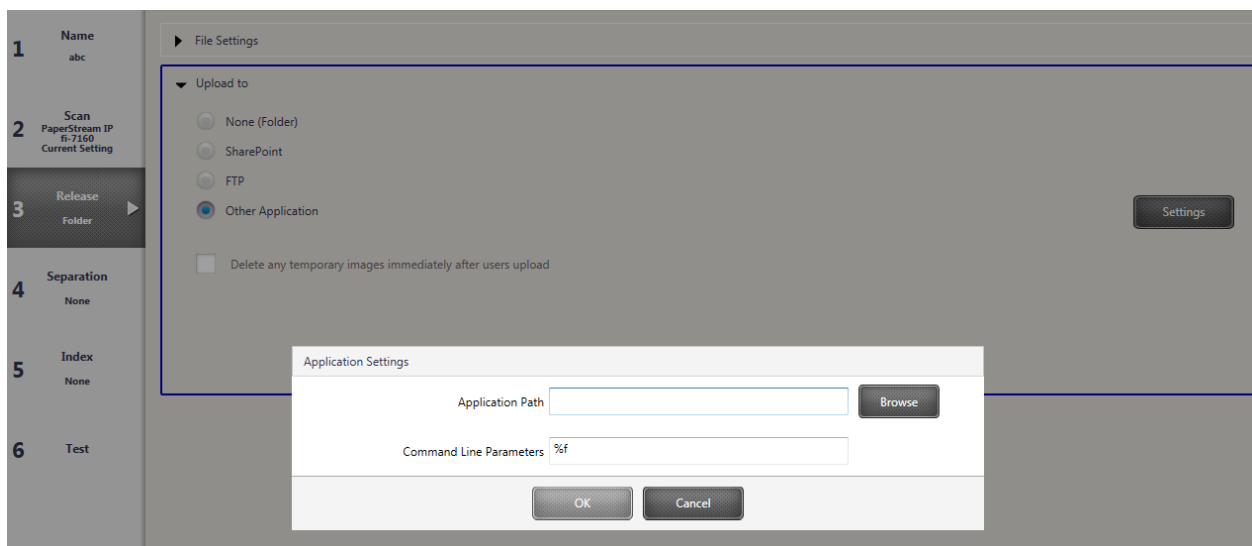 1
Name
abc
2
Scan
PaperStream IP
fi-7160
Current Setting
3
Release
Folder
4
Separation
None
5
Index
None
6
Test
File Settings
Upload to
None (Folder)
SharePoint
FTP
Other Application
Settings
Delete any temporary images immediately after users upload
Application Settings
Application Path
Browse
Command Line Parameters %f
OK
Cancel